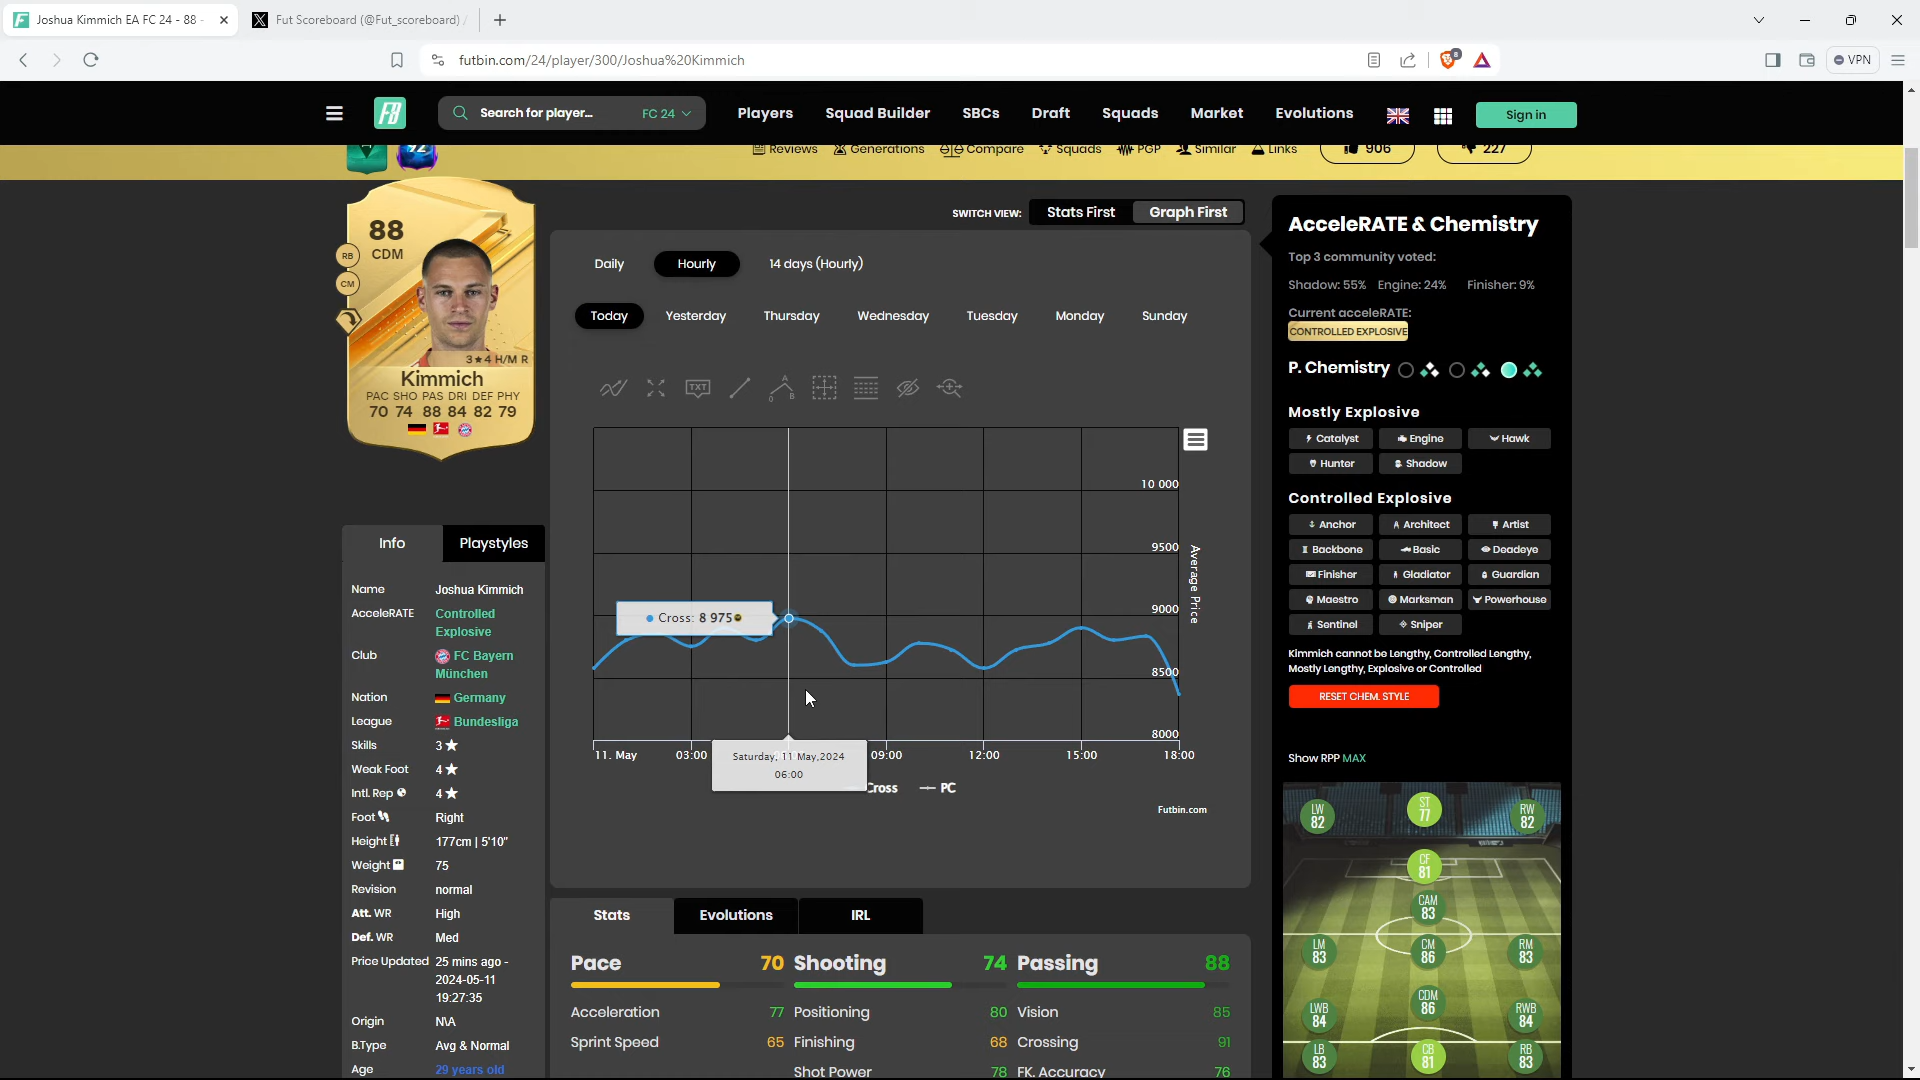 Joshua Kimmich EA FC 24 - 88 -
Fut Scoreboard (@Fut_scoreboard) /
futbin.com/24/player/300/Joshua%20Kimmich
8
VPN
FB
Search for player...
FC 24
Players
Squad Builder
SBCs
Draft
Squads
Market
Evolutions
Sign in
92
Reviews
Generations
Compare
Squads
PGP
Similar
Links
906
227
88
CDM
RB
CM
3★4 H/M R
Kimmich
PAC SHO PAS DRI DEF PHY
70 74 88 84 82 79
SWITCH VIEW:
Stats First
Graph First
Daily
Hourly
14 days (Hourly)
Today
Yesterday
Thursday
Wednesday
Tuesday
Monday
Sunday
TXT
A
0
B
10 000
9500
9000
8500
8000
Average Price
Cross: 8 975
11. May
03:00
09:00
12:00
15:00
18:00
Saturday, 11 May,2024
06:00
Cross
PC
Futbin.com
Info
Playstyles
Name Joshua Kimmich
AcceleRATE Controlled
Explosive
Club FC Bayern
München
Nation Germany
League Bundesliga
Skills 3★
Weak Foot 4★
Intl. Rep 4★
Foot Right
Height 177cm | 5'10"
Weight 75
Revision normal
Att. WR High
Def. WR Med
Price Updated 25 mins ago -
2024-05-11
19:27:35
Origin N\A
B.Type Avg & Normal
Age 29 years old
Stats
Evolutions
IRL
Pace 70
Shooting 74
Passing 88
Acceleration 77
Positioning 80
Vision 85
Sprint Speed 65
Finishing 68
Crossing 91
Shot Power 78
FK. Accuracy 76
AcceleRATE & Chemistry
Top 3 community voted:
Shadow: 55% Engine: 24% Finisher: 9%
Current acceleRATE:
CONTROLLED EXPLOSIVE
P. Chemistry
Mostly Explosive
Catalyst
Engine
Hawk
Hunter
Shadow
Controlled Explosive
Anchor
Architect
Artist
Backbone
Basic
Deadeye
Finisher
Gladiator
Guardian
Maestro
Marksman
Powerhouse
Sentinel
Sniper
Kimmich cannot be Lengthy, Controlled Lengthy,
Mostly Lengthy, Explosive or Controlled
RESET CHEM. STYLE
Show RPP MAX
LW
82
ST
77
RW
82
CF
81
CAM
83
LM
83
CM
86
RM
83
CDM
86
LWB
84
RWB
84
LB
83
CB
81
RB
83